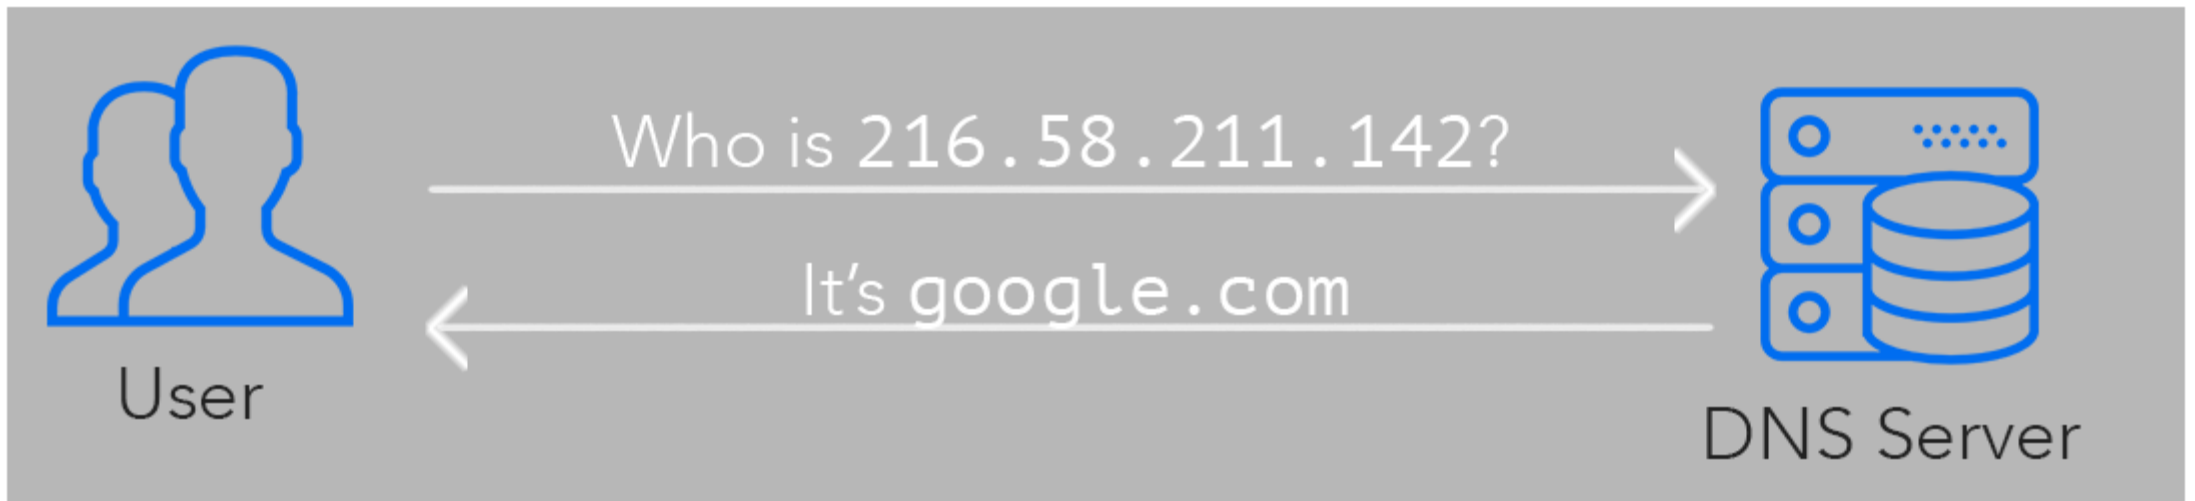 Who is 216.58.211.142?
It’s google.com
User
DNS Server